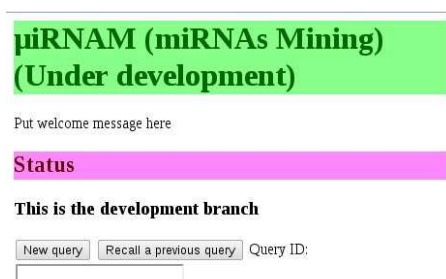 µiRNAM (miRNAs Mining)
(Under development)
Put welcome message here
Status
This is the development branch
New query Recall a previous query Query ID: